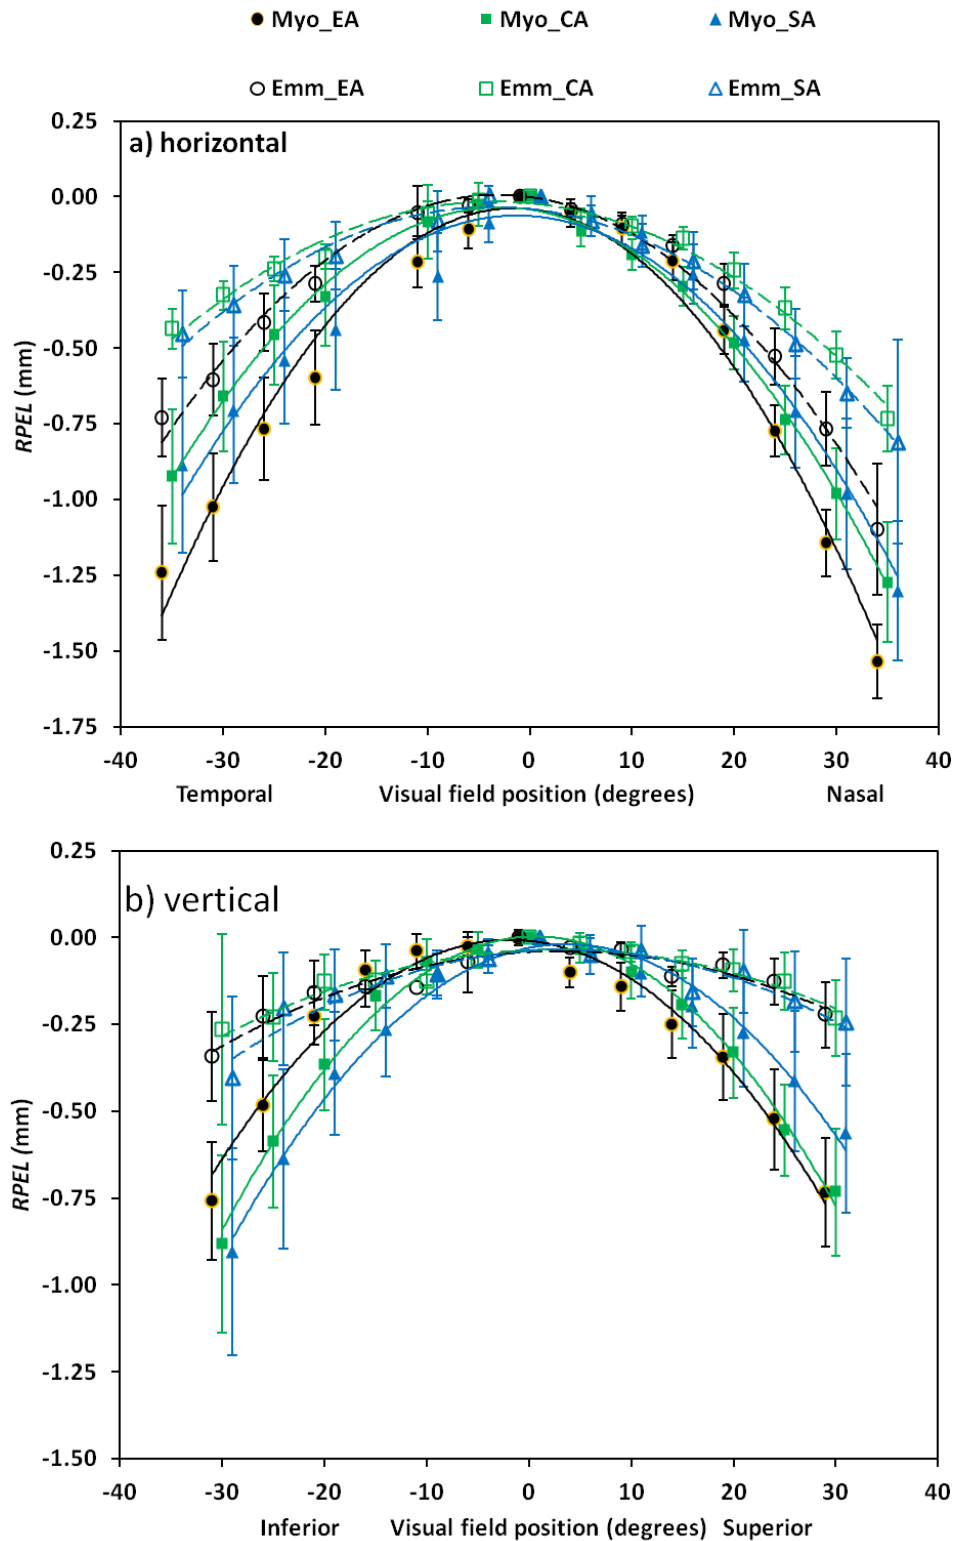 Myo_EA Myo_CA Myo_SA
Emm_EA Emm_CA Emm_SA
a) horizontal
0.25
0.00
-0.25
-0.50
-0.75
-1.00
-1.25
-1.50
-1.75
RPEL (mm)
-40 -30 -20 -10 0 10 20 30 40
Temporal Visual field position (degrees) Nasal
b) vertical
0.25
0.00
-0.25
-0.50
-0.75
-1.00
-1.25
-1.50
RPEL (mm)
-40 -30 -20 -10 0 10 20 30 40
Inferior Visual field position (degrees) Superior